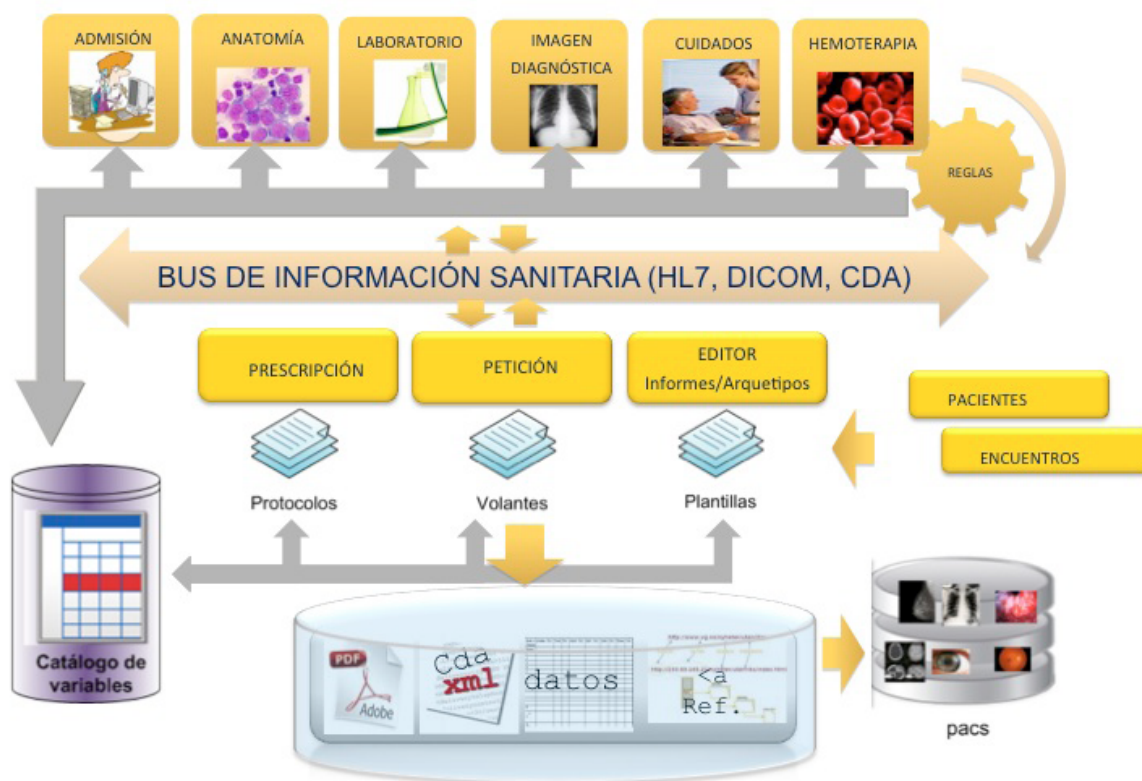 ADMISIÓN
ANATOMÍA
LABORATORIO
IMAGEN
DIAGNÓSTICA
CUIDADOS
HEMOTERAPIA
REGLAS
BUS DE INFORMACIÓN SANITARIA (HL7, DICOM, CDA)
PRESCRIPCIÓN
PETICIÓN
EDITOR
Informes/Arquetipos
PACIENTES
ENCUENTROS
Protocolos
Volantes
Plantillas
Catálogo de
variables
PDF
Adobe
Cda
xml
datos
<a
Ref.
pacs